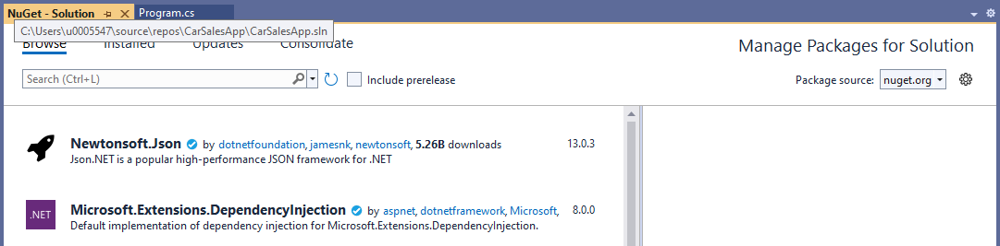 NuGet - Solution
Program.cs
C:\Users\u0005547\source\repos\CarSalesApp\CarSalesApp.sln
Browse Installed Updates Consolidate
Manage Packages for Solution
Search (Ctrl+L)
Include prerelease
Package source: nuget.org
Newtonsoft.Json by dotnetfoundation, jamesnk, newtonsoft, 5.26B downloads
13.0.3
Json.NET is a popular high-performance JSON framework for .NET
.NET
Microsoft.Extensions.DependencyInjection by aspnet, dotnetframework, Microsoft,
8.0.0
Default implementation of dependency injection for Microsoft.Extensions.DependencyInjection.